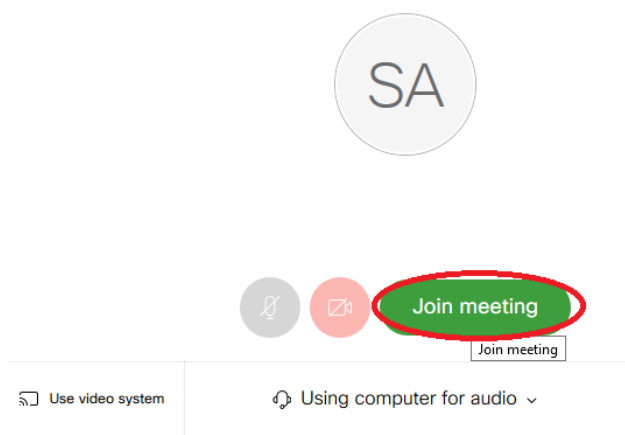 SA
Join meeting
Join meeting
Use video system
Using computer for audio